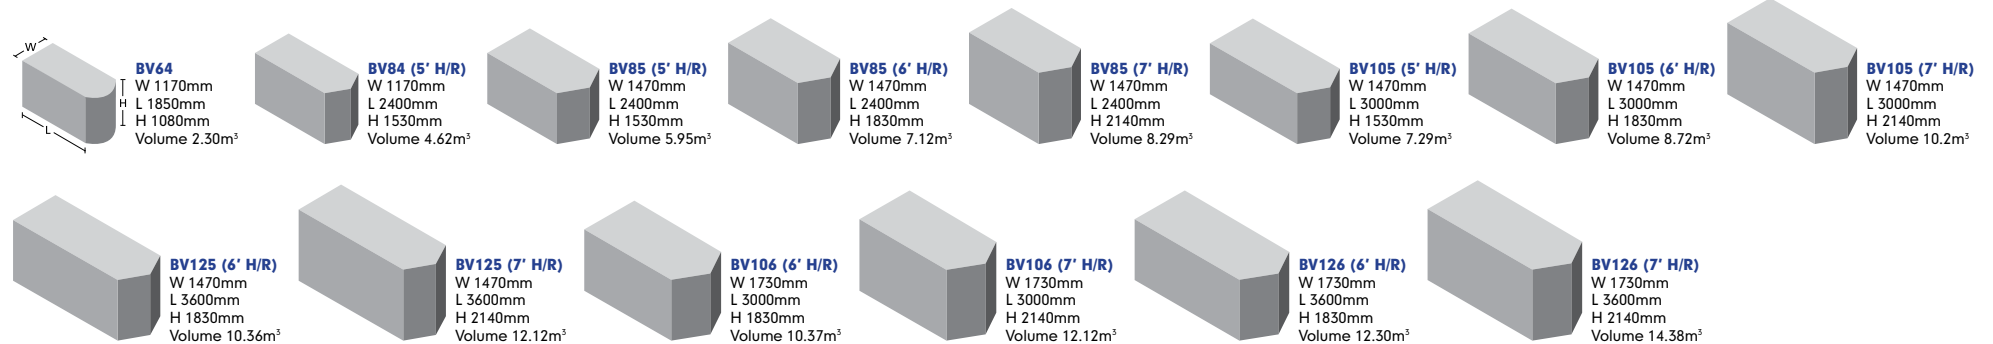 W
H
L
BV64
W 1170mm
L 1850mm
H 1080mm
Volume 2.30m³
BV84 (5′ H/R)
W 1170mm
L 2400mm
H 1530mm
Volume 4.62m³
BV85 (5′ H/R)
W 1470mm
L 2400mm
H 1530mm
Volume 5.95m³
BV85 (6′ H/R)
W 1470mm
L 2400mm
H 1830mm
Volume 7.12m³
BV85 (7′ H/R)
W 1470mm
L 2400mm
H 2140mm
Volume 8.29m³
BV105 (5′ H/R)
W 1470mm
L 3000mm
H 1530mm
Volume 7.29m³
BV105 (6′ H/R)
W 1470mm
L 3000mm
H 1830mm
Volume 8.72m³
BV105 (7′ H/R)
W 1470mm
L 3000mm
H 2140mm
Volume 10.2m³
BV125 (6′ H/R)
W 1470mm
L 3600mm
H 1830mm
Volume 10.36m³
BV125 (7′ H/R)
W 1470mm
L 3600mm
H 2140mm
Volume 12.12m³
BV106 (6′ H/R)
W 1730mm
L 3000mm
H 1830mm
Volume 10.37m³
BV106 (7′ H/R)
W 1730mm
L 3000mm
H 2140mm
Volume 12.12m³
BV126 (6′ H/R)
W 1730mm
L 3600mm
H 1830mm
Volume 12.30m³
BV126 (7′ H/R)
W 1730mm
L 3600mm
H 2140mm
Volume 14.38m³